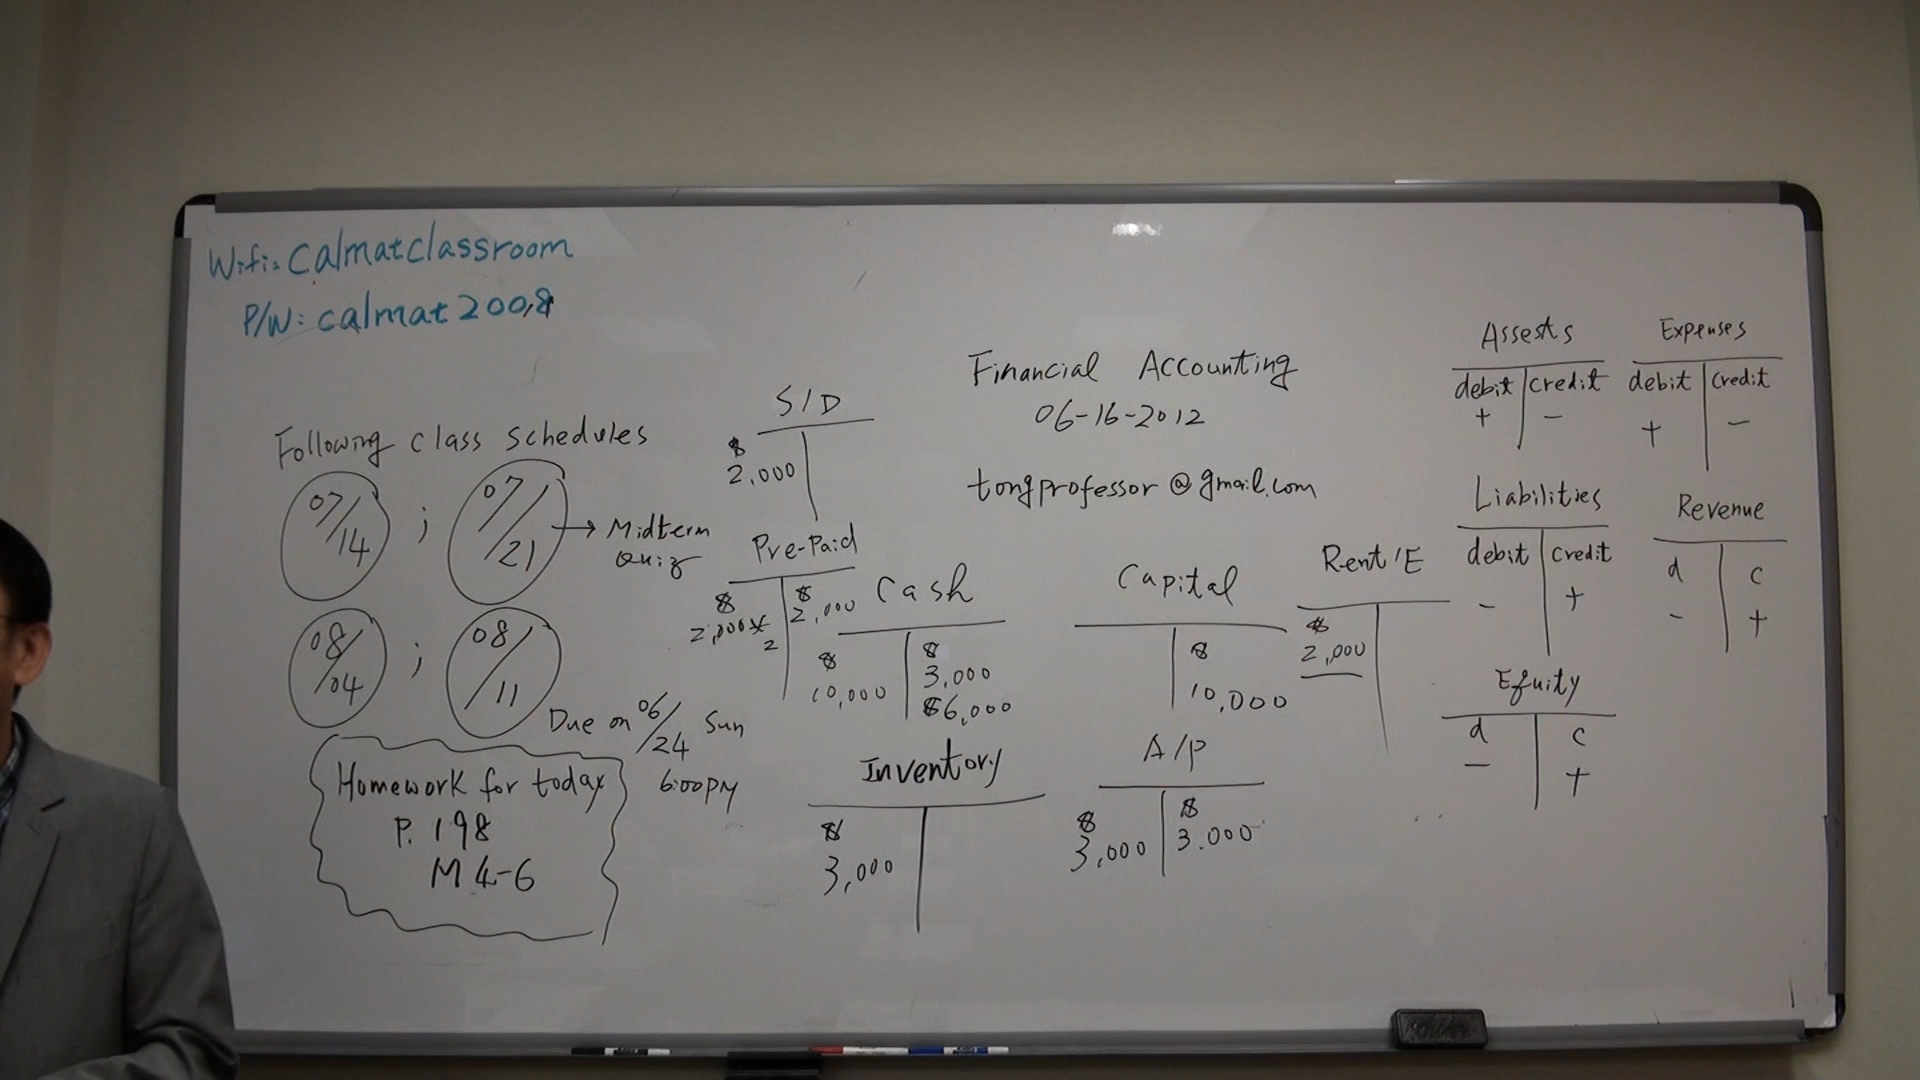 Wifi: calmatclassroom
P/W: calmat2008
Following class schedules
07/14 ; 07/21 → Midterm Quiz
08/04 ; 08/11
Due on 06/24 Sun
6:00PM
Homework for today
P. 198
M 4-6
S/D
$
2,000
Pre-Paid
$ $
2,000 x 2 2,000
Cash
$ $
10,000 3,000
$6,000
Inventory
$
3,000
Financial Accounting
06-16-2012
tongprofessor@gmail.com
Capital
$
10,000
A/P
$ $
3,000 3.000
Rent/E
$
2,000
Assests
debit credit
+ -
Expenses
debit credit
+ -
Liabilities
debit credit
- +
Revenue
d c
- +
Equity
d c
- +